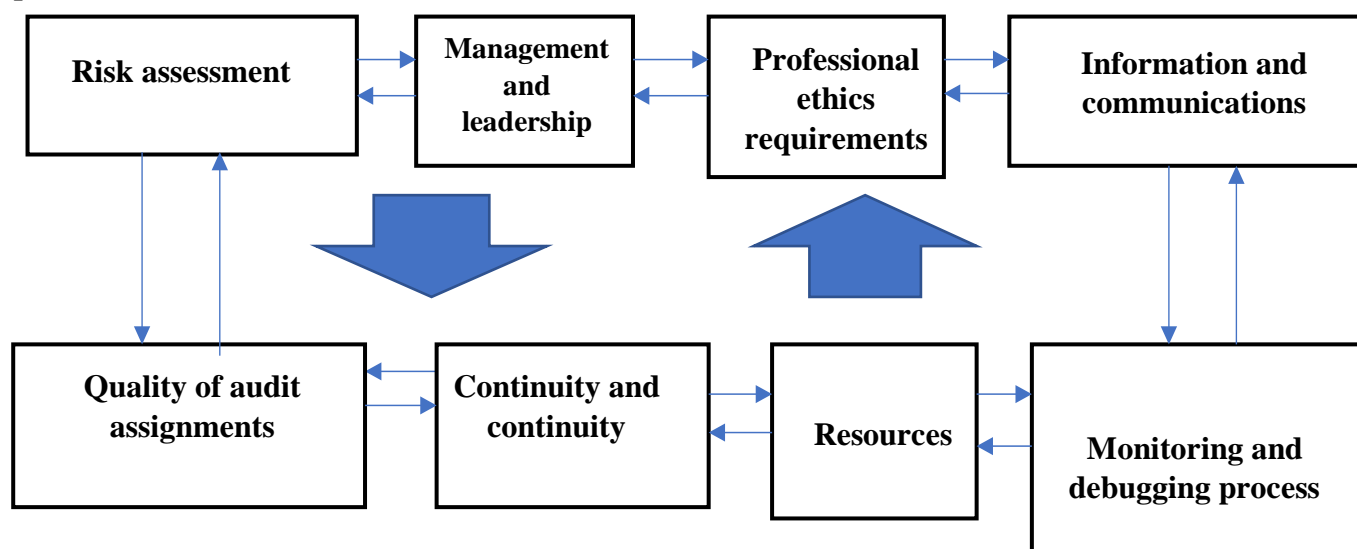 Risk assessment
Management
and
leadership
Professional
ethics
requirements
Information and
communications
Quality of audit
assignments
Continuity and
continuity
Resources
Monitoring and
debugging process